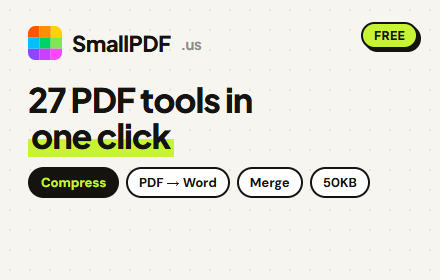 SmallPDF .us
FREE
27 PDF tools in
one click
Compress
PDF → Word
Merge
50KB